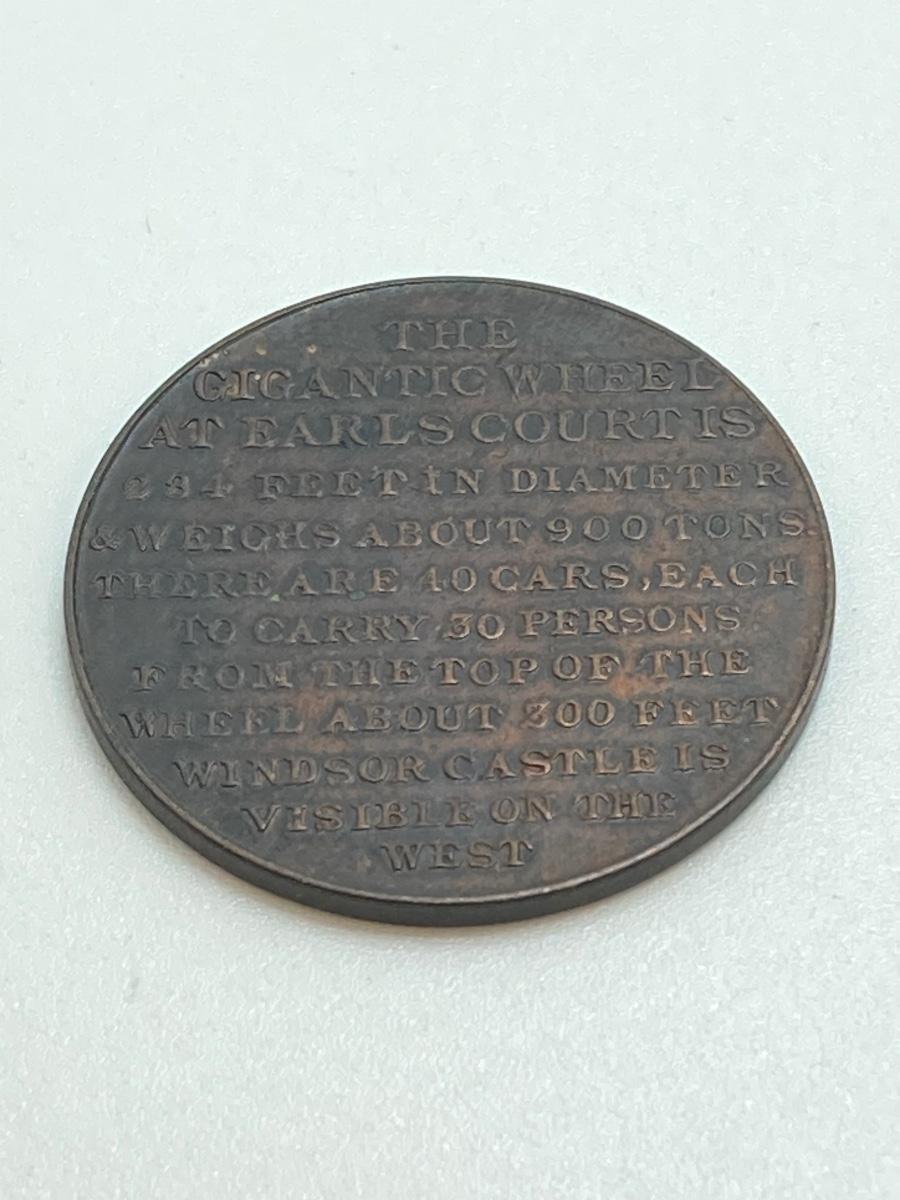 THE
GIGANTIC WHEEL
AT EARLS COURT IS
284 FEET IN DIAMETER
& WEIGHS ABOUT 900 TONS.
THERE ARE 40 CARS, EACH
TO CARRY 30 PERSONS
FROM THE TOP OF THE
WHEEL ABOUT 300 FEET
WINDSOR CASTLE IS
VISIBLE ON THE
WEST